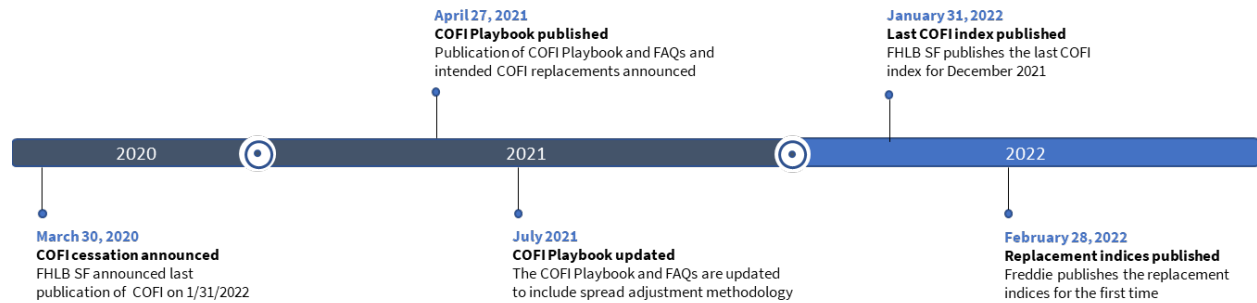 April 27, 2021
COFI Playbook published
Publication of COFI Playbook and FAQs and
intended COFI replacements announced
January 31, 2022
Last COFI index published
FHLB SF publishes the last COFI
index for December 2021
2020
2021
2022
March 30, 2020
COFI cessation announced
FHLB SF announced last
publication of COFI on 1/31/2022
July 2021
COFI Playbook updated
The COFI Playbook and FAQs are updated
to include spread adjustment methodology
February 28, 2022
Replacement indices published
Freddie publishes the replacement
indices for the first time